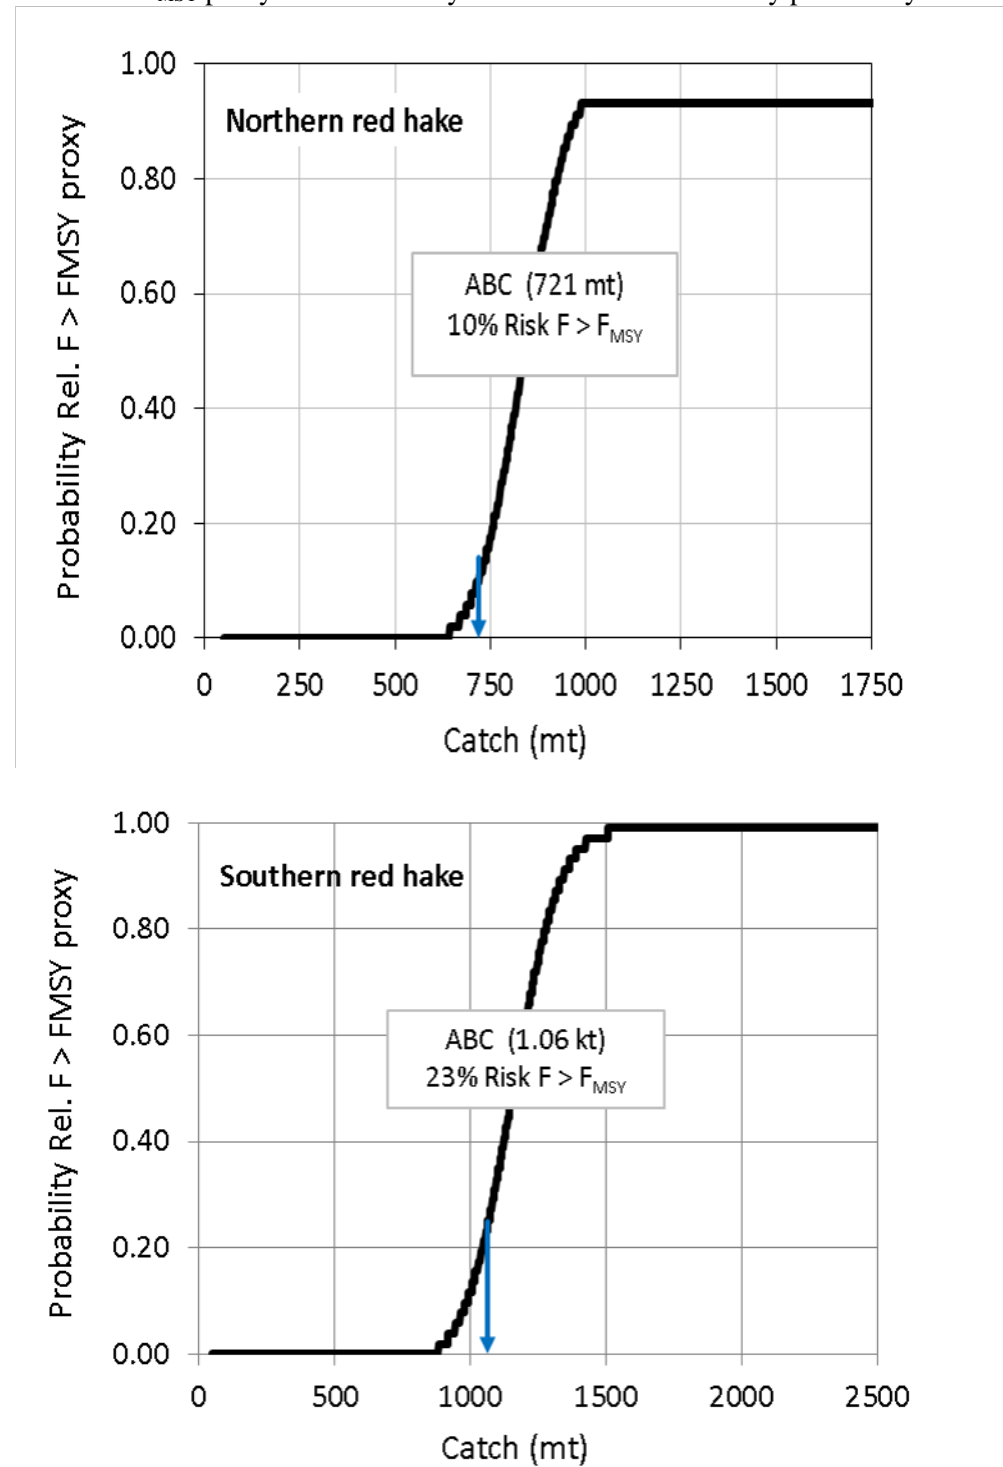 1.00
Northern red hake
0.80
ABC (721 mt)
0.60
10% Risk F > FMSY
0.40
0.20
0.00
Probability Rel. F > FMSY proxy
0 250 500 750 1000 1250 1500 1750
Catch (mt)
1.00
Southern red hake
0.80
0.60
ABC (1.06 kt)
23% Risk F > FMSY
0.40
0.20
0.00
Probability Rel. F > FMSY proxy
0 500 1000 1500 2000 2500
Catch (mt)